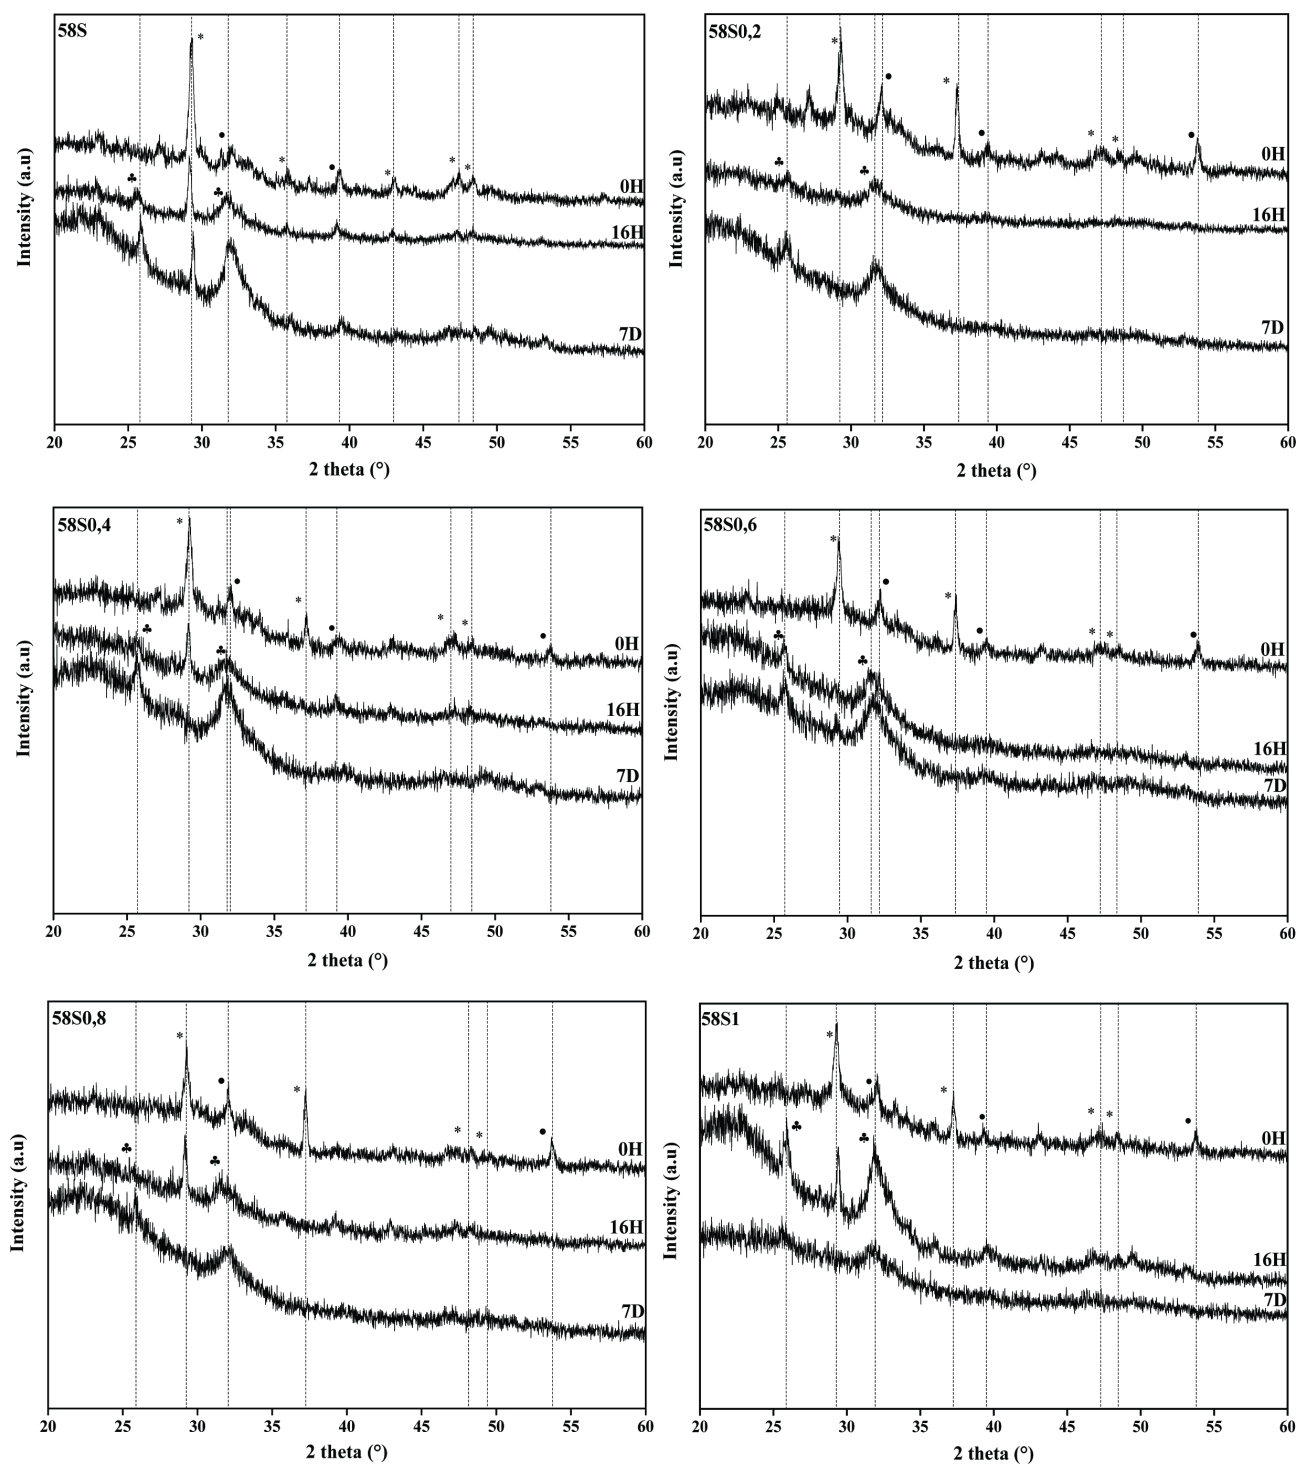 58S
* • * • * * *
♣ ♣
0H
16H
7D
Intensity (a.u)
20 25 30 35 40 45 50 55 60
2 theta (°)
58S0,2
* • * • * * •
♣ ♣
0H
16H
7D
Intensity (a.u)
20 25 30 35 40 45 50 55 60
2 theta (°)
58S0,4
* • * • * * •
♣ ♣
0H
16H
7D
Intensity (a.u)
20 25 30 35 40 45 50 55 60
2 theta (°)
58S0,6
* • * • * * •
♣ ♣
0H
16H
7D
Intensity (a.u)
20 25 30 35 40 45 50 55 60
2 theta (°)
58S0,8
* • * * * •
♣ ♣
0H
16H
7D
Intensity (a.u)
20 25 30 35 40 45 50 55 60
2 theta (°)
58S1
* • * • * * •
♣ ♣
0H
16H
7D
Intensity (a.u)
20 25 30 35 40 45 50 55 60
2 theta (°)